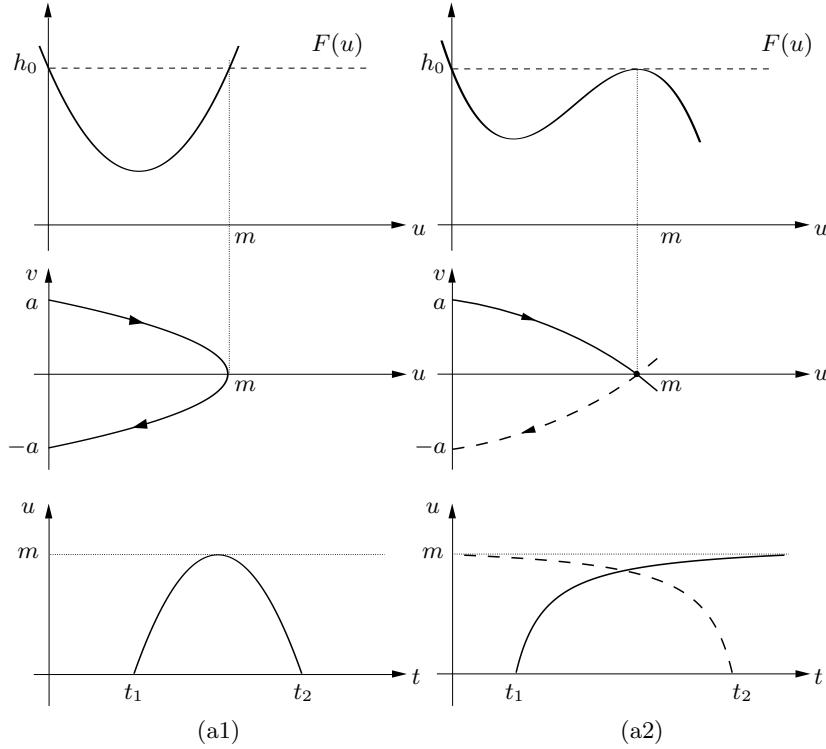 F(u)
h₀
m
u
v
a
u
m
−a
u
m
t
t₁
t₂
(a1)
F(u)
h₀
m
u
v
a
u
m
−a
u
m
t
t₁
t₂
(a2)